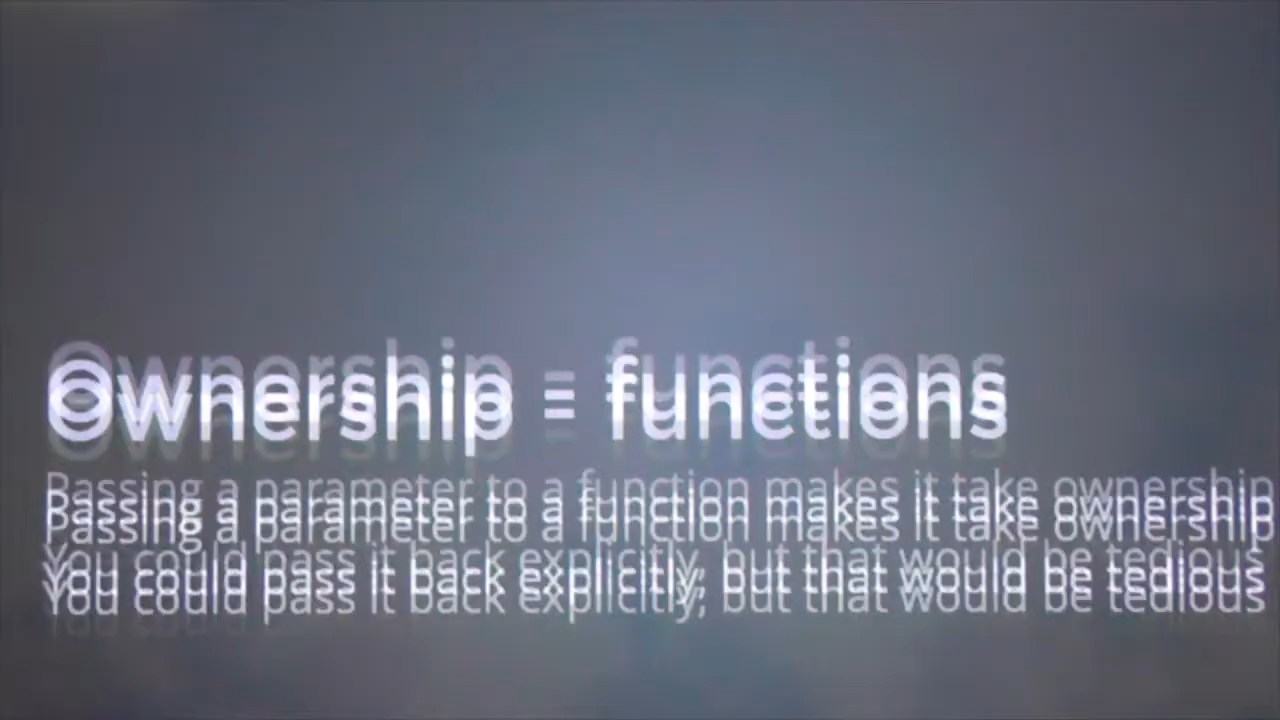 Ownership - functions
Passing a parameter to a function makes it take ownership
You could pass it back explicitly, but that would be tedious